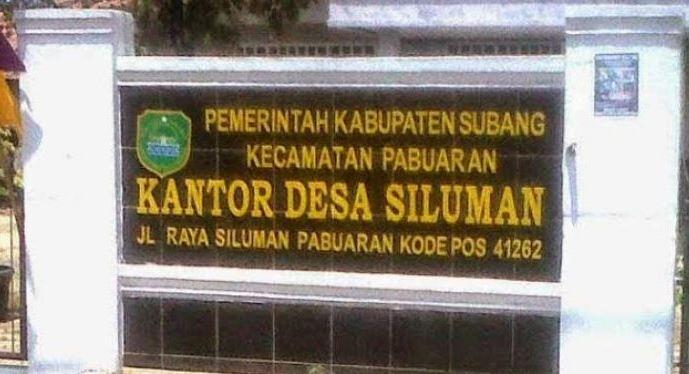 PEMERINTAH KABUPATEN SUBANG
KECAMATAN PABUARAN
KANTOR DESA SILUMAN
JL RAYA SILUMAN PABUARAN KODE POS 41262